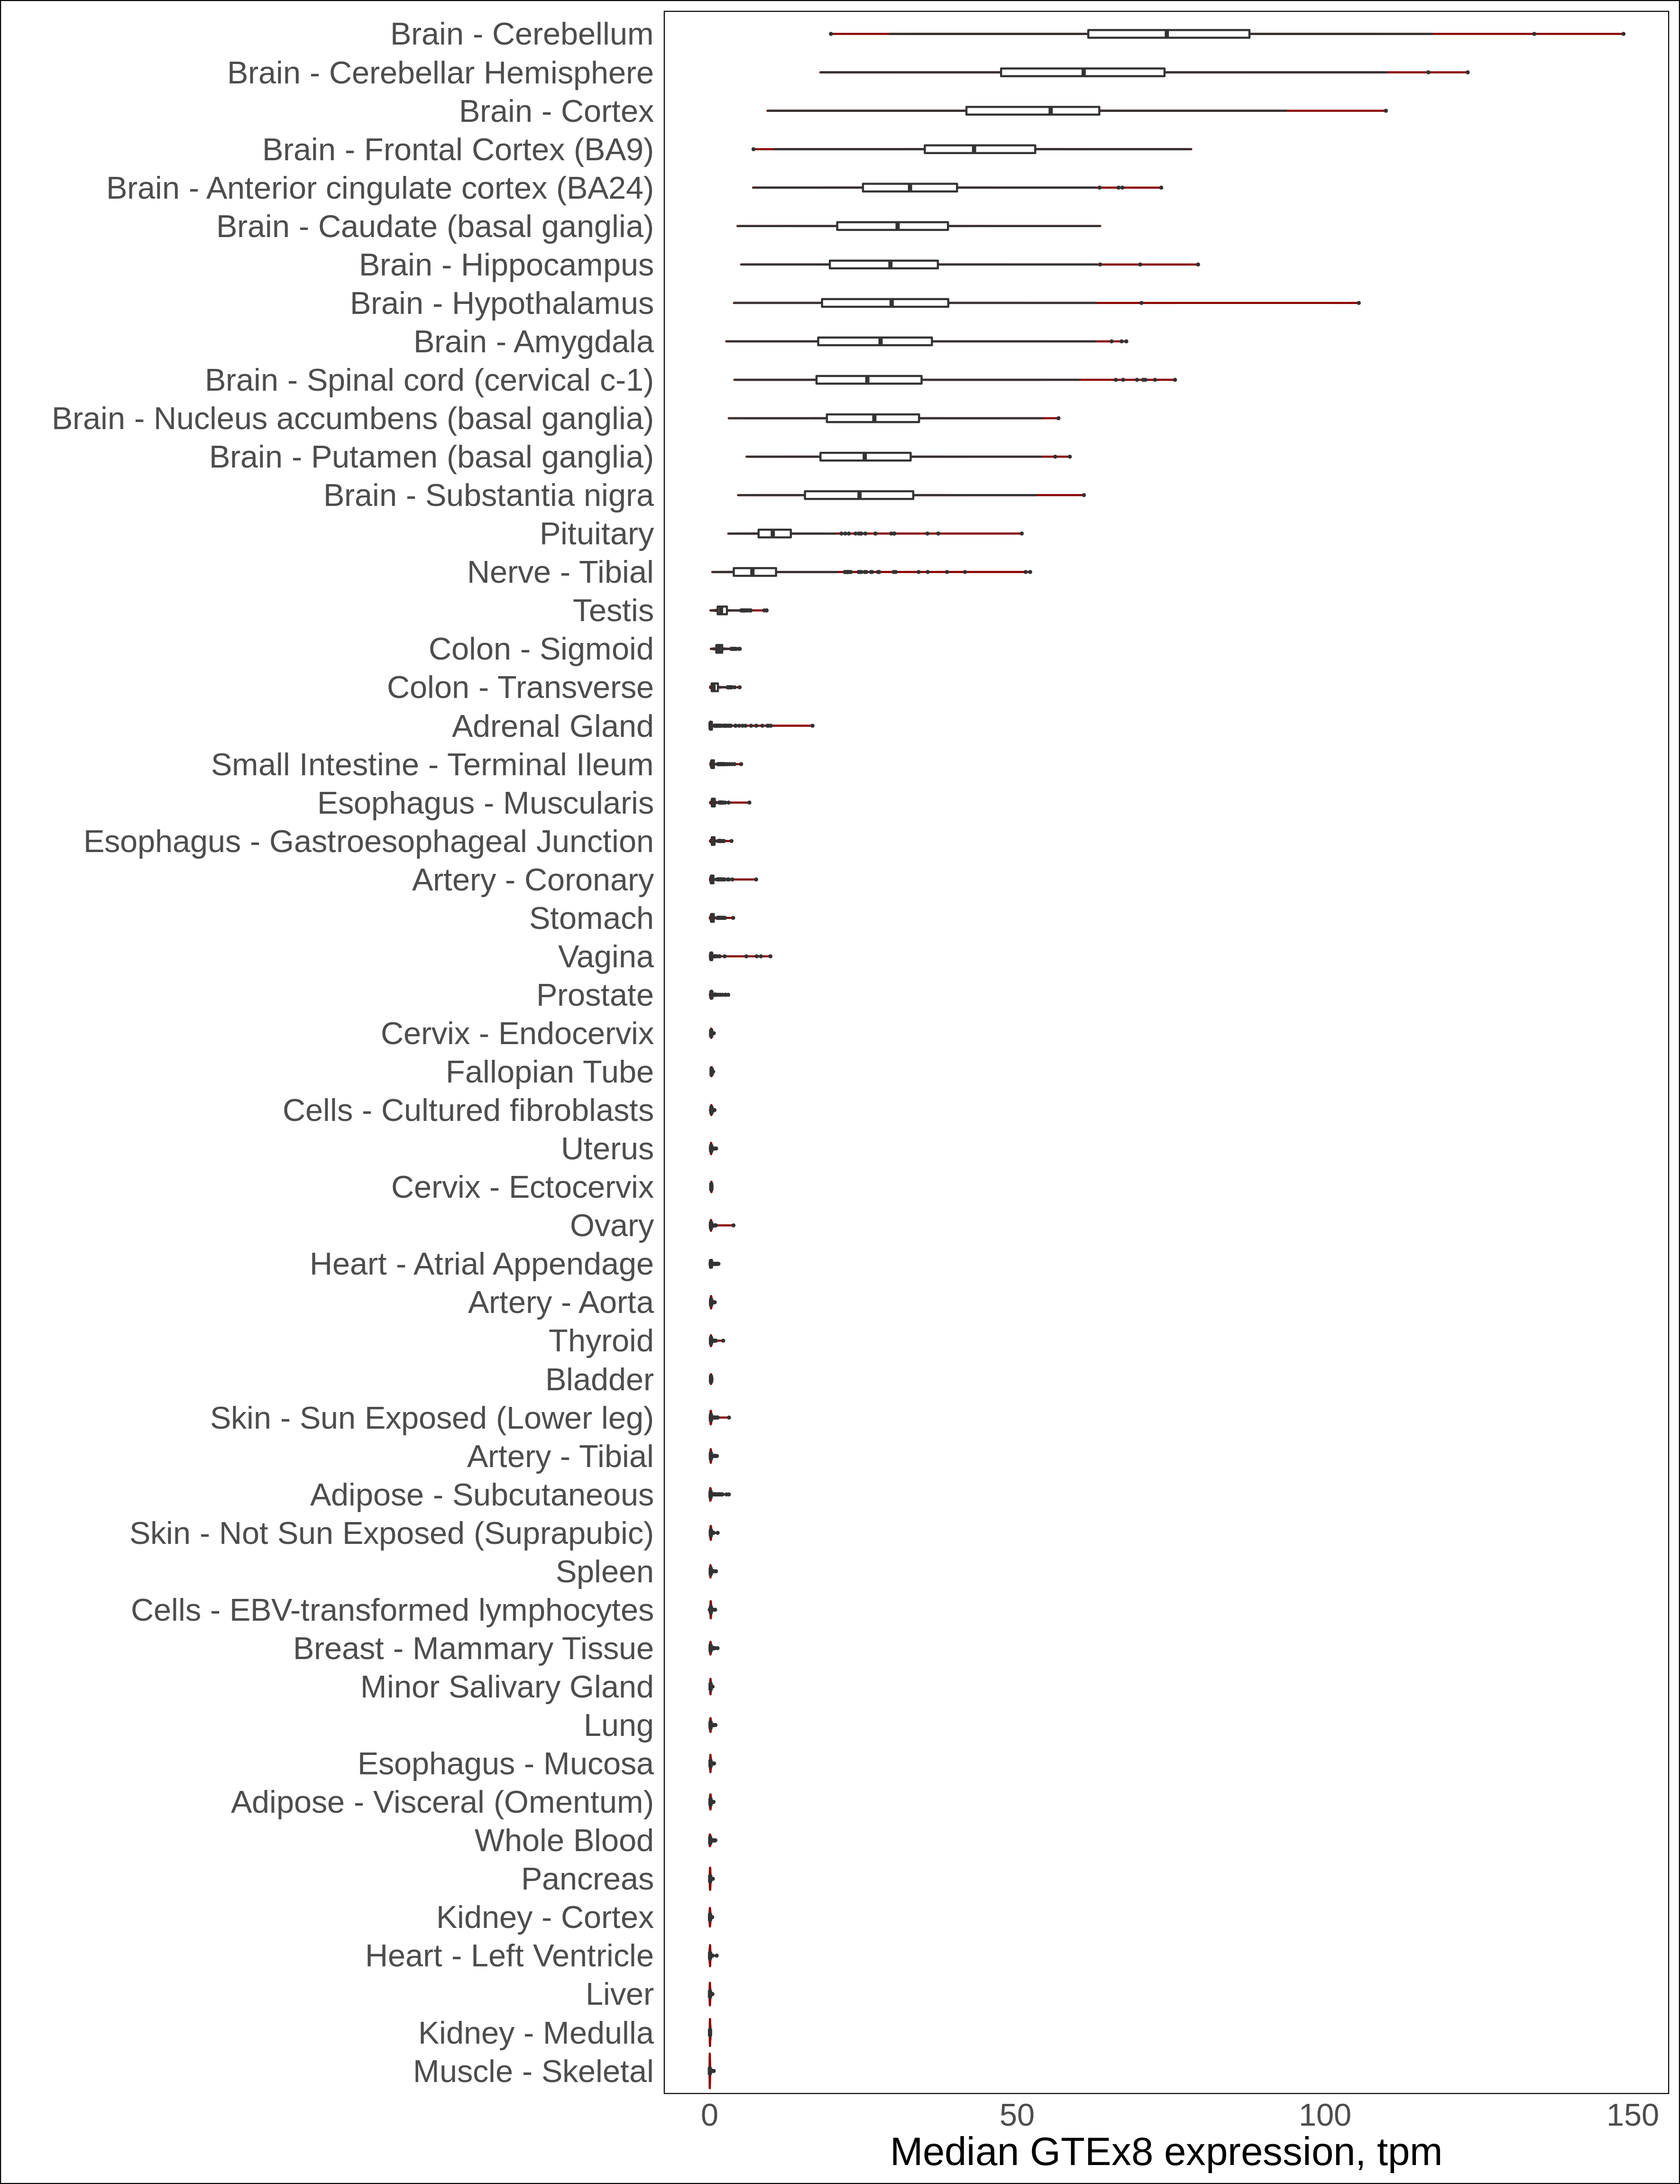 Brain - Cerebellum
Brain - Cerebellar Hemisphere
Brain - Cortex
Brain - Frontal Cortex (BA9)
Brain - Anterior cingulate cortex (BA24)
Brain - Caudate (basal ganglia)
Brain - Hippocampus
Brain - Hypothalamus
Brain - Amygdala
Brain - Spinal cord (cervical c-1)
Brain - Nucleus accumbens (basal ganglia)
Brain - Putamen (basal ganglia)
Brain - Substantia nigra
Pituitary
Nerve - Tibial
Testis
Colon - Sigmoid
Colon - Transverse
Adrenal Gland
Small Intestine - Terminal Ileum
Esophagus - Muscularis
Esophagus - Gastroesophageal Junction
Artery - Coronary
Stomach
Vagina
Prostate
Cervix - Endocervix
Fallopian Tube
Cells - Cultured fibroblasts
Uterus
Cervix - Ectocervix
Ovary
Heart - Atrial Appendage
Artery - Aorta
Thyroid
Bladder
Skin - Sun Exposed (Lower leg)
Artery - Tibial
Adipose - Subcutaneous
Skin - Not Sun Exposed (Suprapubic)
Spleen
Cells - EBV-transformed lymphocytes
Breast - Mammary Tissue
Minor Salivary Gland
Lung
Esophagus - Mucosa
Adipose - Visceral (Omentum)
Whole Blood
Pancreas
Kidney - Cortex
Heart - Left Ventricle
Liver
Kidney - Medulla
Muscle - Skeletal
0 50 100 150
Median GTEx8 expression, tpm